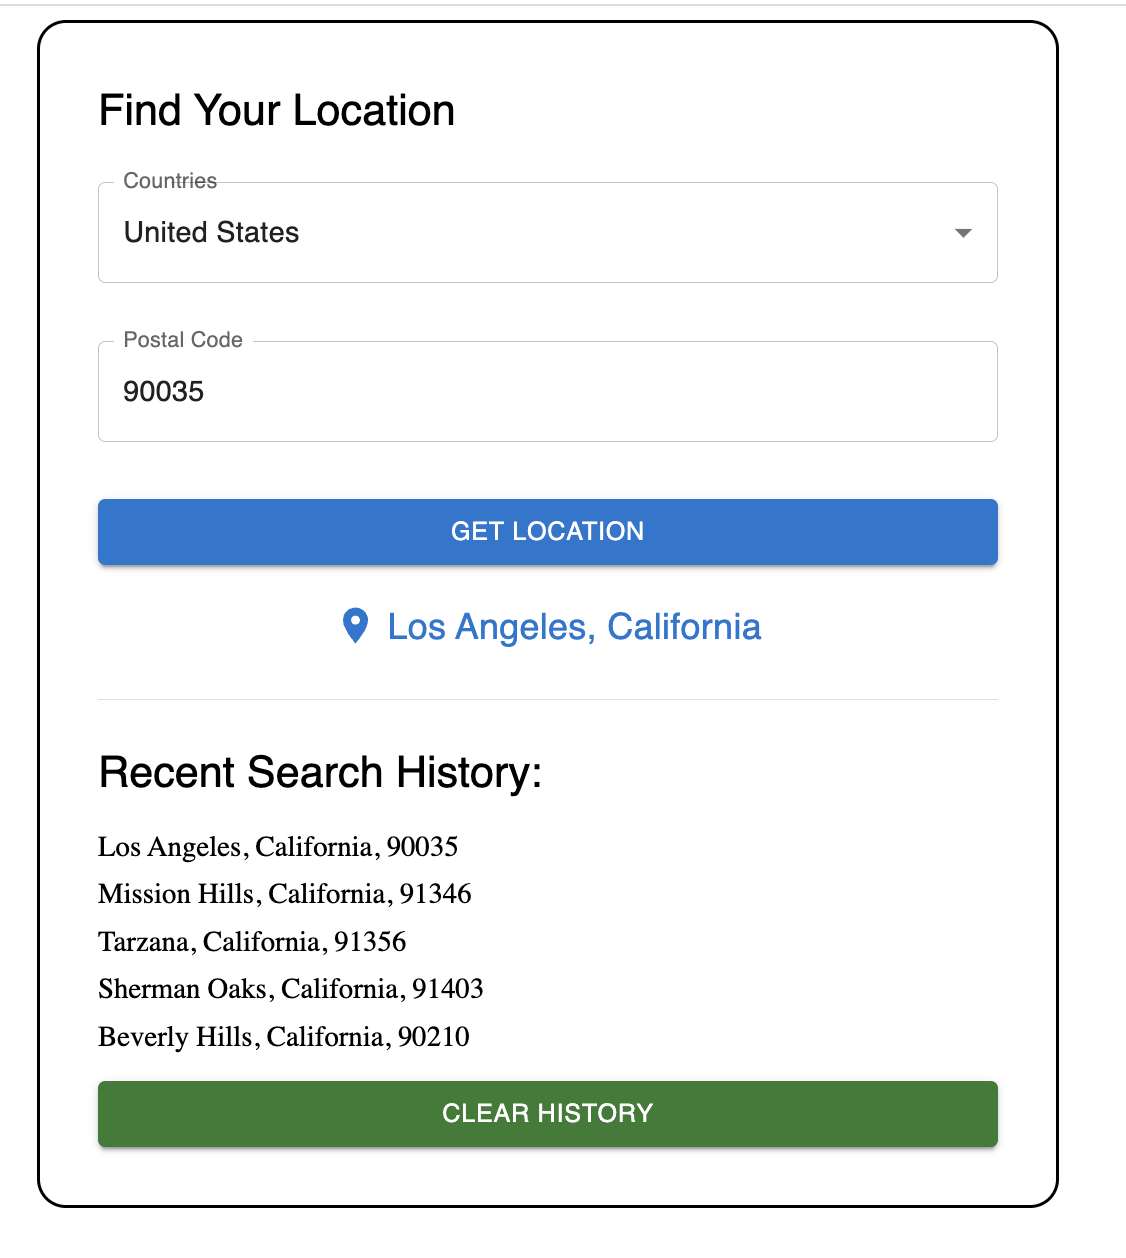 Find Your Location
Countries
United States
Postal Code
90035
GET LOCATION
Los Angeles, California
Recent Search History:
Los Angeles, California, 90035
Mission Hills, California, 91346
Tarzana, California, 91356
Sherman Oaks, California, 91403
Beverly Hills, California, 90210
CLEAR HISTORY